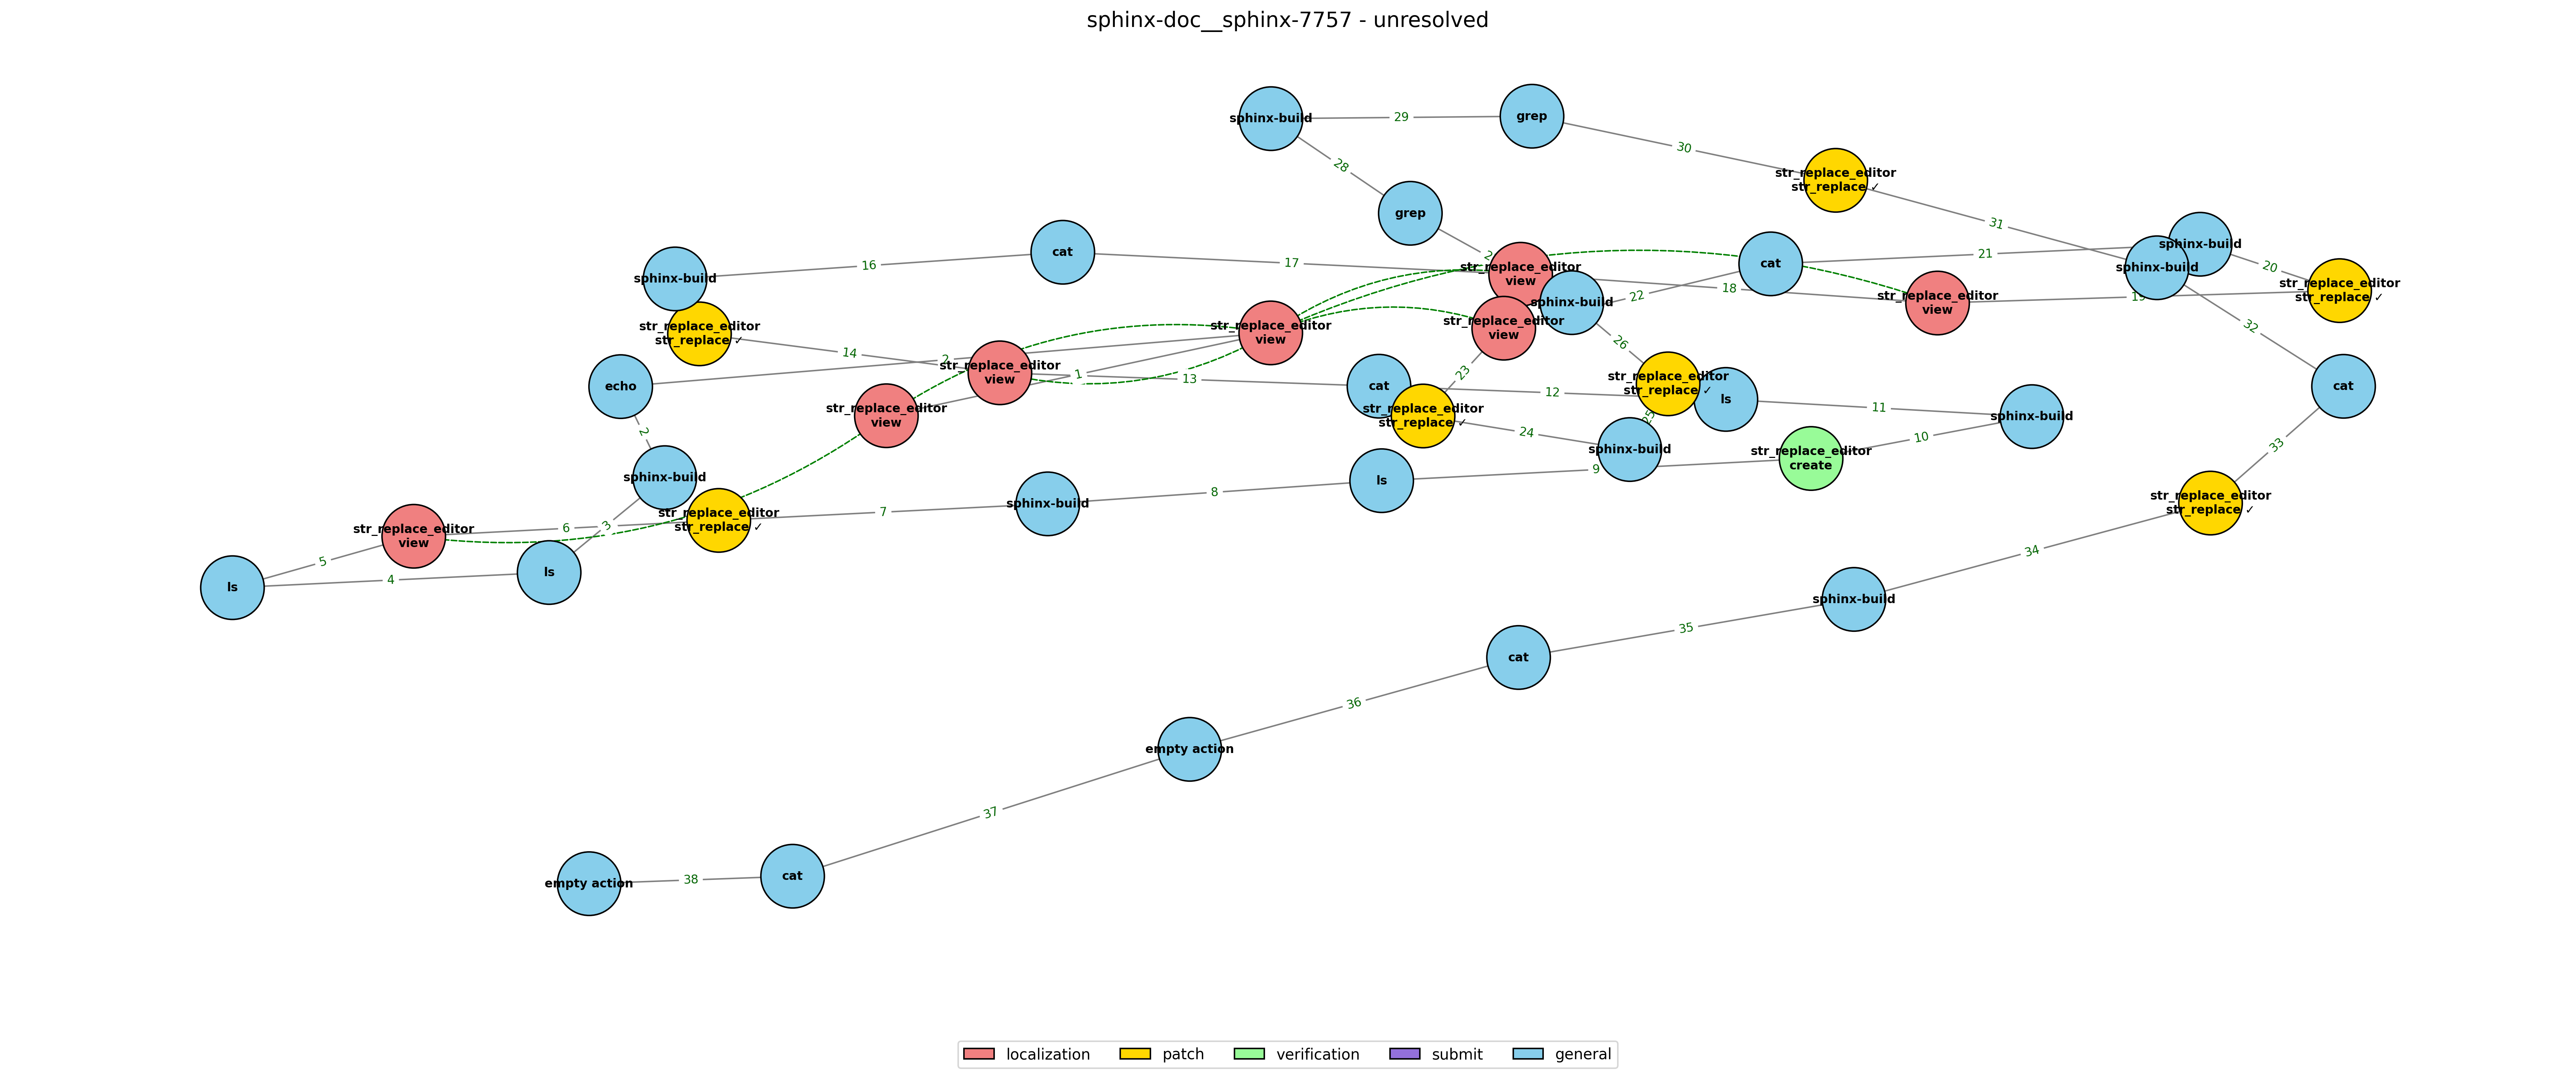 sphinx-doc__sphinx-7757 - unresolved
sphinx-build
29
grep
28
30
str_replace_editor
str_replace ✓
grep
31
cat
16
sphinx-build
17
2
str_replace_editor
view
cat
21
sphinx-build
sphinx-build
20
str_replace_editor
str_replace ✓
18
22
sphinx-build
str_replace_editor
view
19
str_replace_editor
str_replace ✓
14
str_replace_editor
view
str_replace_editor
view
32
26
2
str_replace_editor
view
1
13
echo
23
cat
12
str_replace_editor
str_replace ✓
ls
11
cat
str_replace_editor
view
str_replace_editor
str_replace ✓
25
sphinx-build
2
24
sphinx-build
10
33
str_replace_editor
create
sphinx-build
9
ls
8
sphinx-build
7
str_replace_editor
str_replace ✓
str_replace_editor
str_replace ✓
3
6
str_replace_editor
view
5
ls
4
ls
34
sphinx-build
35
cat
36
empty action
37
cat
38
empty action
localization
patch
verification
submit
general